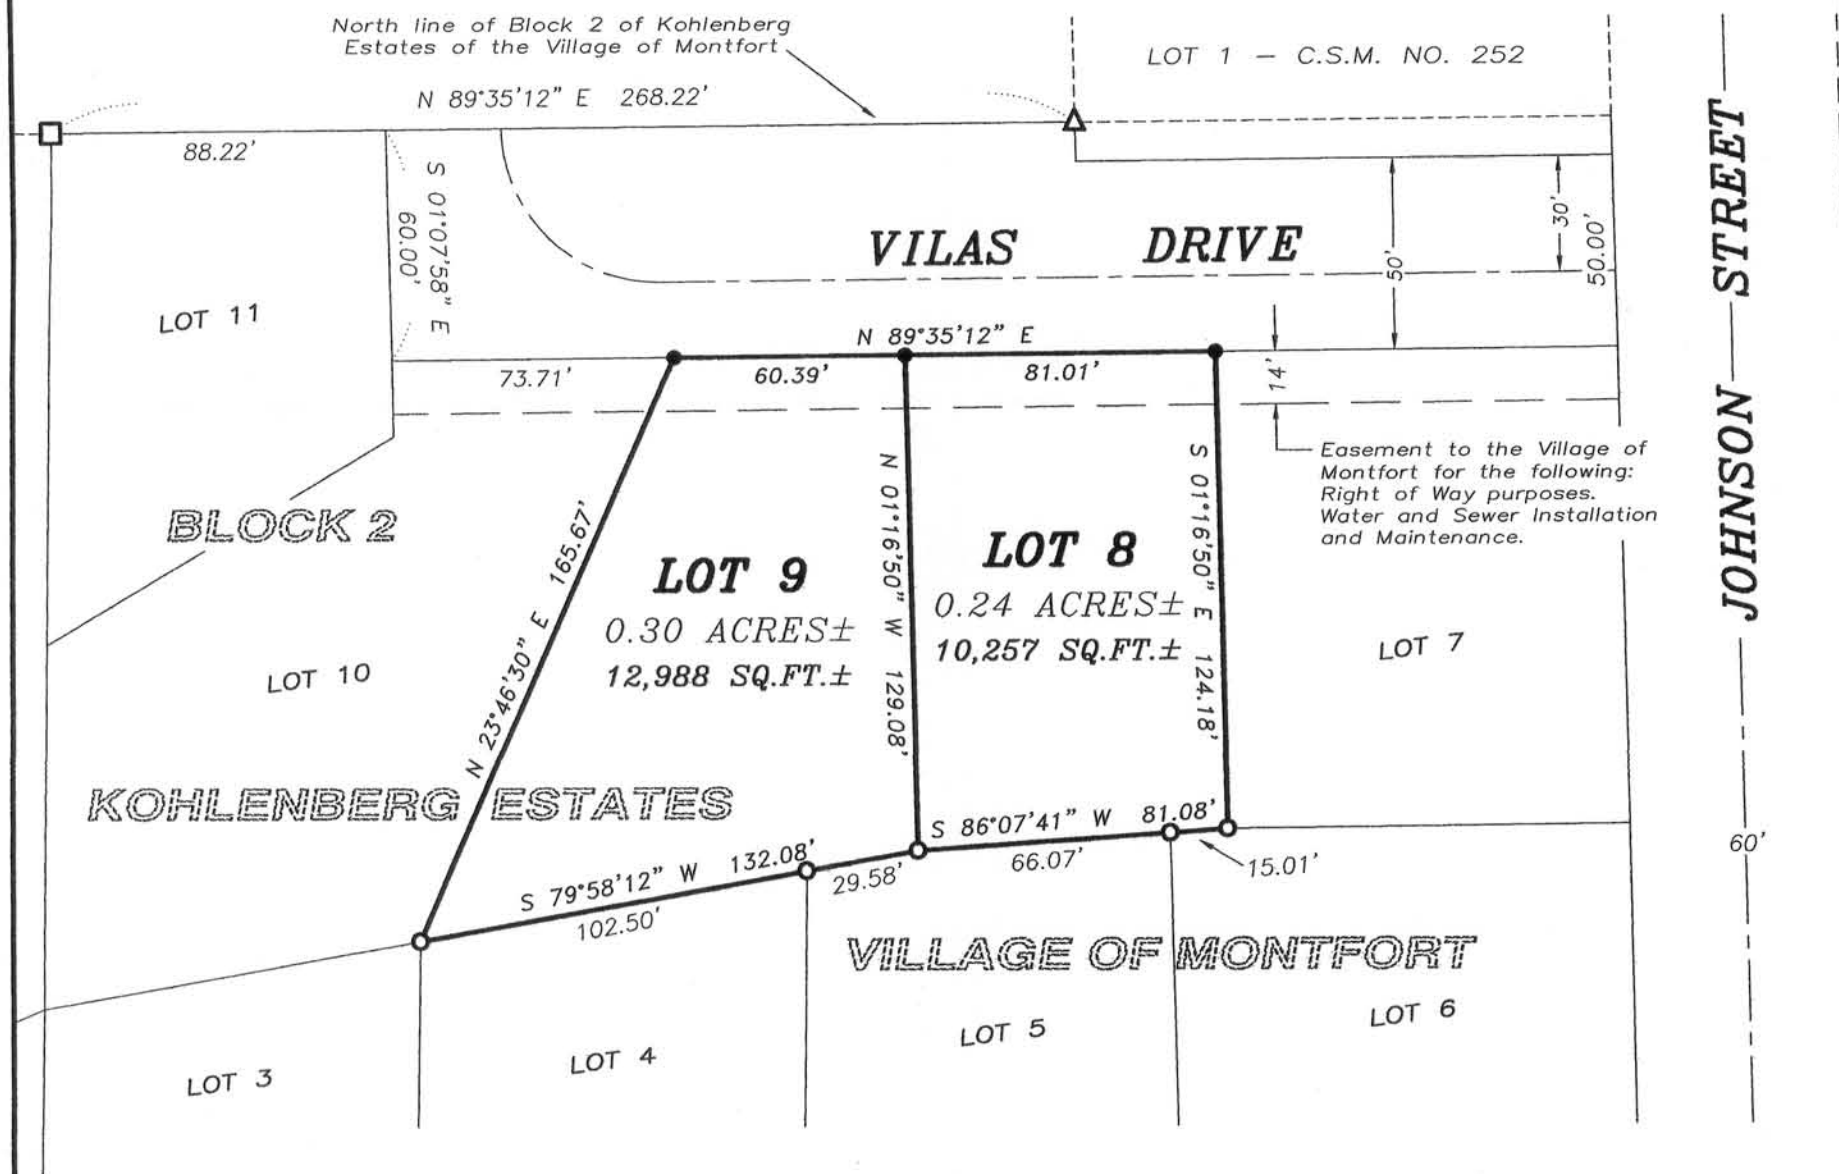 North line of Block 2 of Kohlenberg
Estates of the Village of Montfort
LOT 1 – C.S.M. NO. 252
N 89°35'12" E 268.22'
88.22'
S 01°07'58" E
60.00'
VILAS DRIVE
50'
30'
50.00'
JOHNSON STREET
LOT 11
N 89°35'12" E
73.71'
60.39'
81.01'
14'
Easement to the Village of
Montfort for the following:
Right of Way purposes.
Water and Sewer Installation
and Maintenance.
BLOCK 2
N 23°46'30" E 165.67'
LOT 9
0.30 ACRES±
12,988 SQ.FT.±
N 01°16'50" W 129.08'
LOT 8
0.24 ACRES±
10,257 SQ.FT.±
S 01°16'50" E 124.18'
LOT 7
LOT 10
KOHLENBERG ESTATES
S 79°58'12" W 132.08'
102.50'
29.58'
S 86°07'41" W 81.08'
66.07'
15.01'
60'
VILLAGE OF MONTFORT
LOT 3
LOT 4
LOT 5
LOT 6